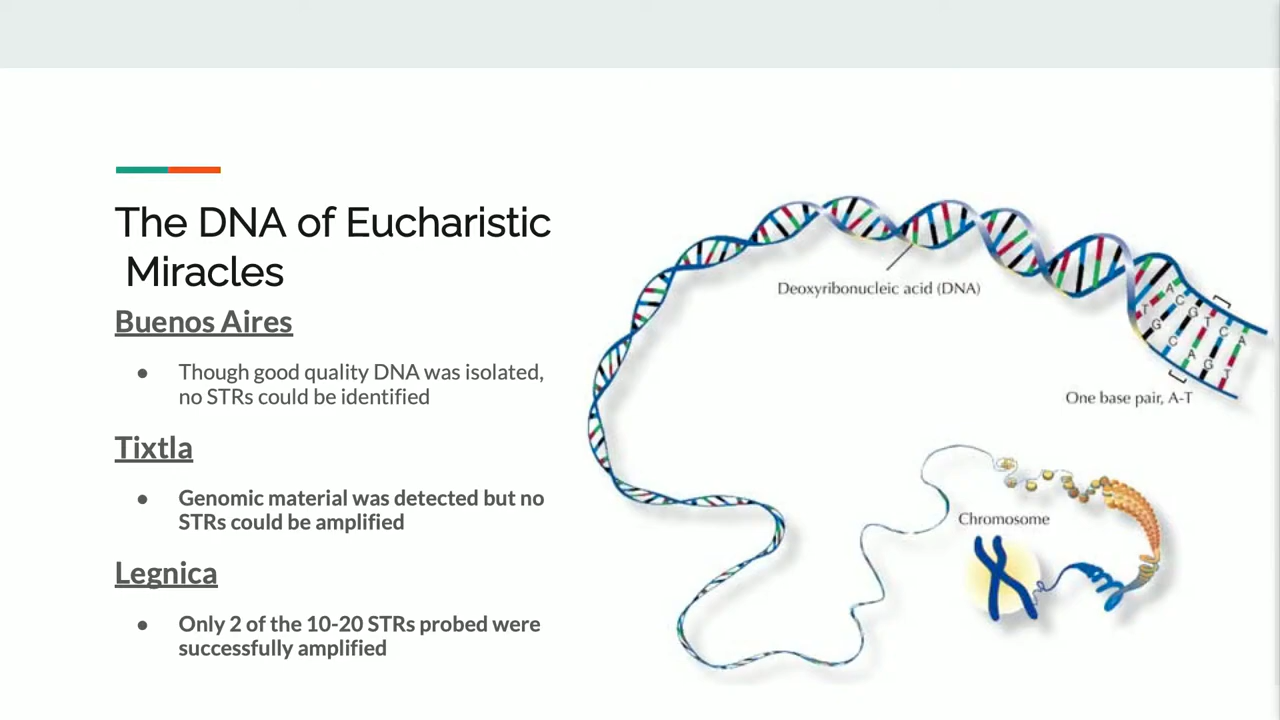 The DNA of Eucharistic
Miracles
Buenos Aires
● Though good quality DNA was isolated,
no STRs could be identified
Tixtla
● Genomic material was detected but no
STRs could be amplified
Legnica
● Only 2 of the 10-20 STRs probed were
successfully amplified
Deoxyribonucleic acid (DNA)
A
C
G
T
C
A
T
G
C
A
G
T
One base pair, A-T
Chromosome